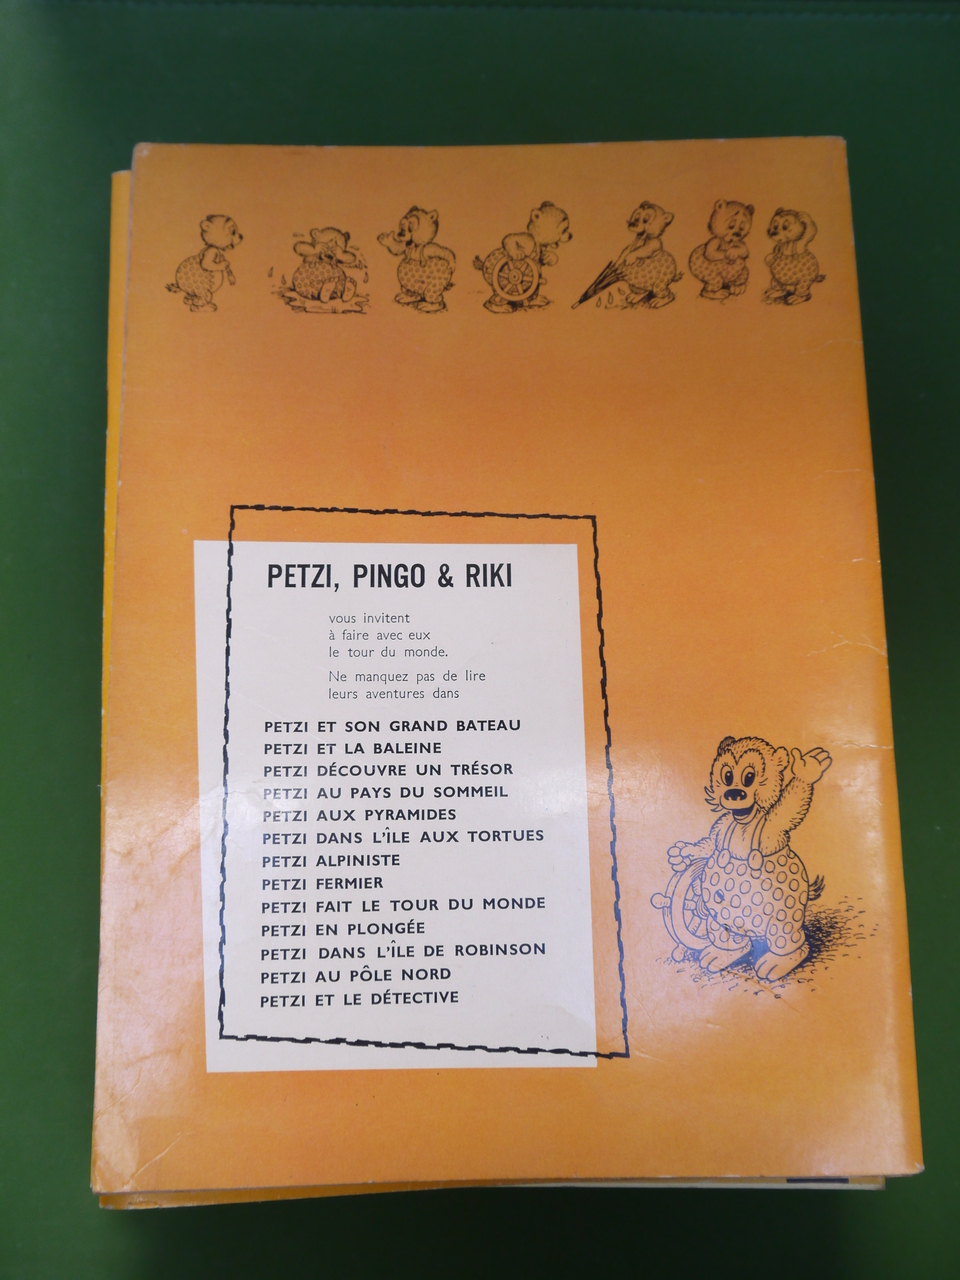 PETZI, PINGO & RIKI
vous invitent
à faire avec eux
le tour du monde.
Ne manquez pas de lire
leurs aventures dans
PETZI ET SON GRAND BATEAU
PETZI ET LA BALEINE
PETZI DÉCOUVRE UN TRÉSOR
PETZI AU PAYS DU SOMMEIL
PETZI AUX PYRAMIDES
PETZI DANS L'ÎLE AUX TORTUES
PETZI ALPINISTE
PETZI FERMIER
PETZI FAIT LE TOUR DU MONDE
PETZI EN PLONGÉE
PETZI DANS L'ÎLE DE ROBINSON
PETZI AU PÔLE NORD
PETZI ET LE DÉTECTIVE